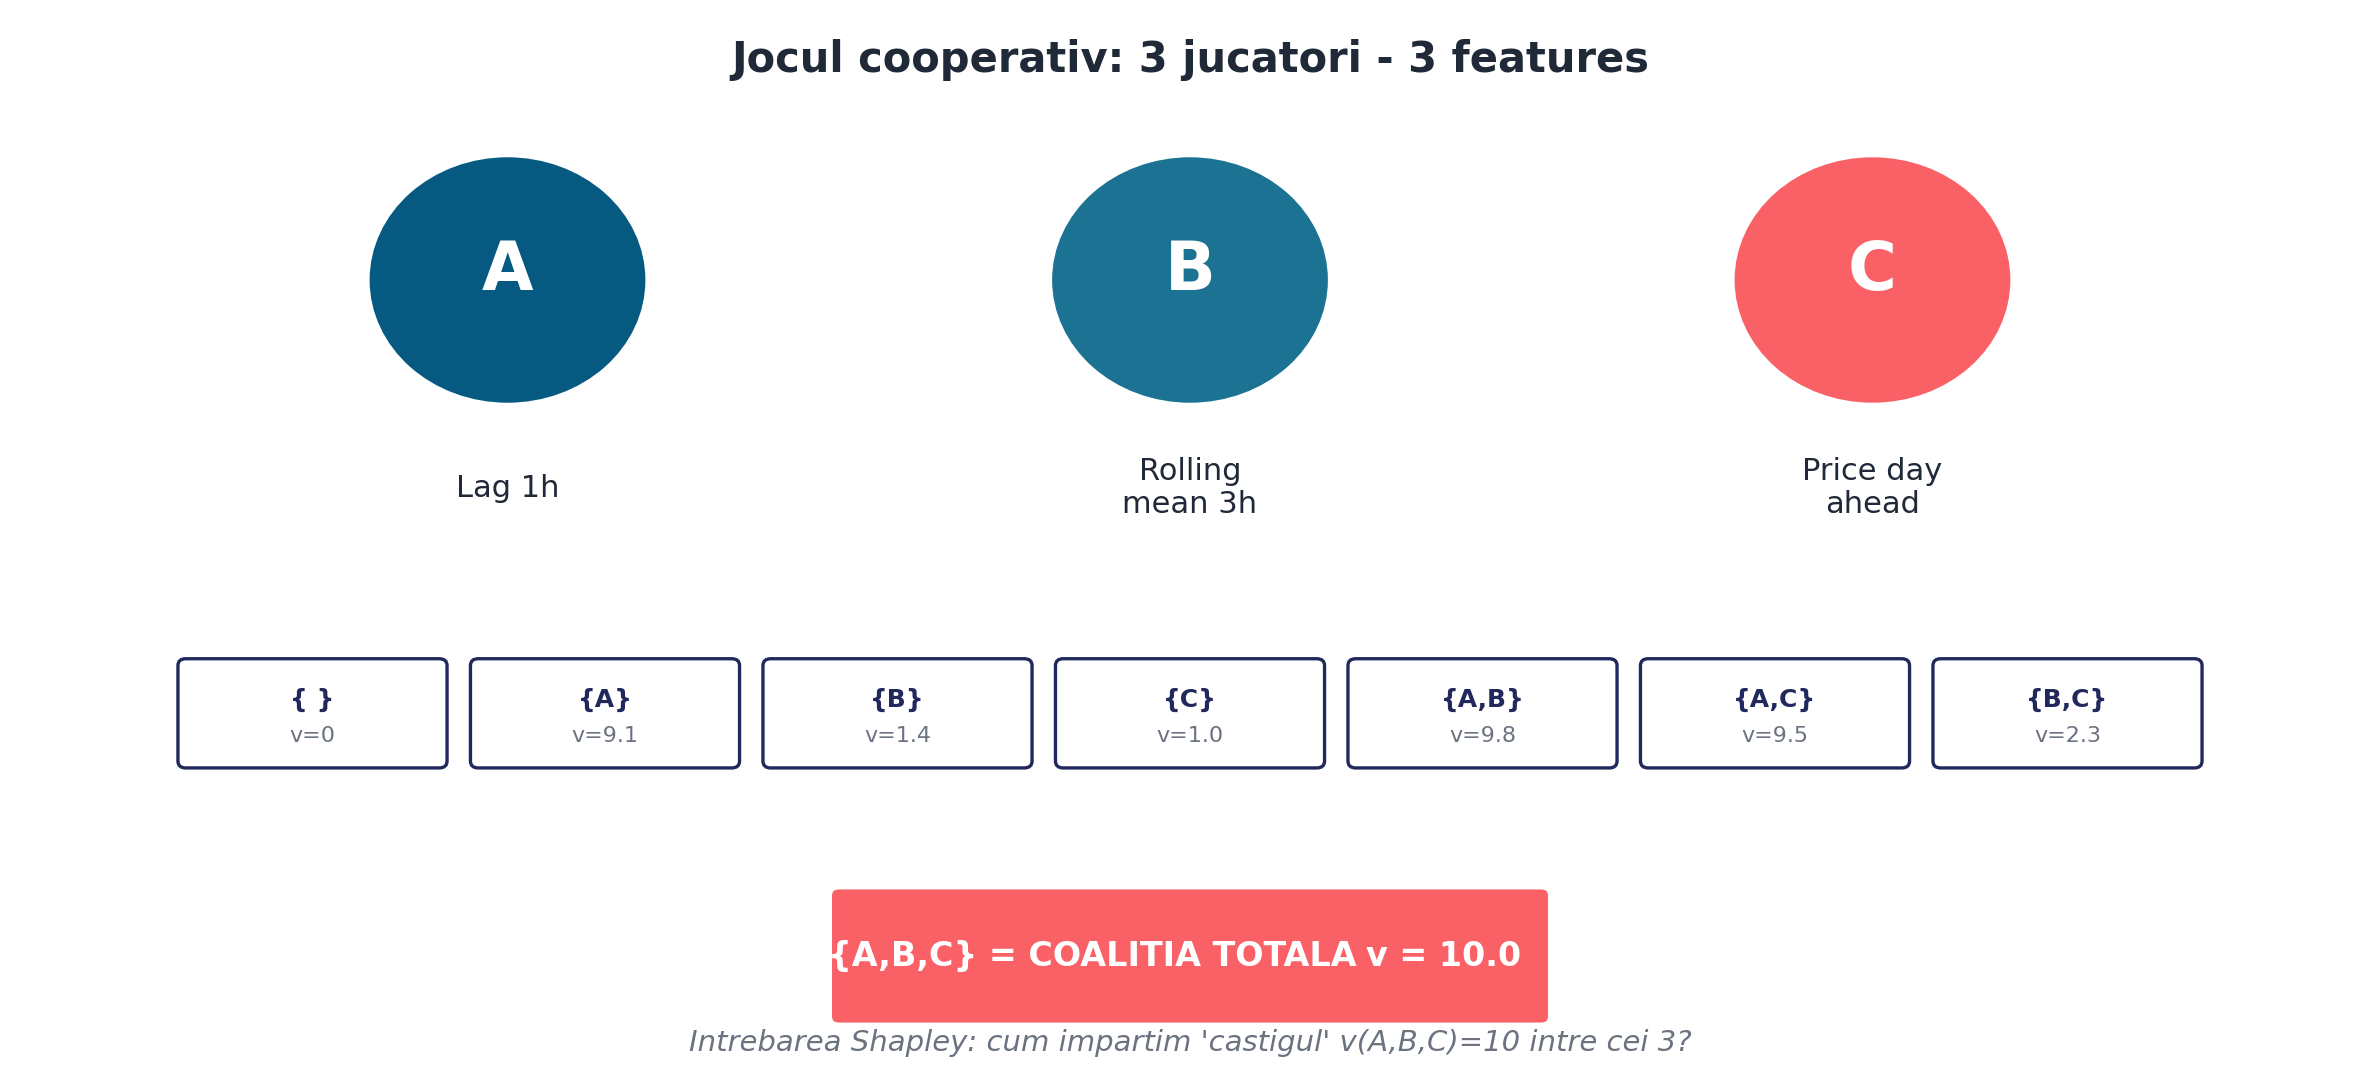 Jocul cooperativ: 3 jucatori - 3 features
A
B
C
Lag 1h
Rolling
mean 3h
Price day
ahead
{ }
v=0
{A}
v=9.1
{B}
v=1.4
{C}
v=1.0
{A,B}
v=9.8
{A,C}
v=9.5
{B,C}
v=2.3
{A,B,C} = COALITIA TOTALA v = 10.0
Intrebarea Shapley: cum impartim 'castigul' v(A,B,C)=10 intre cei 3?